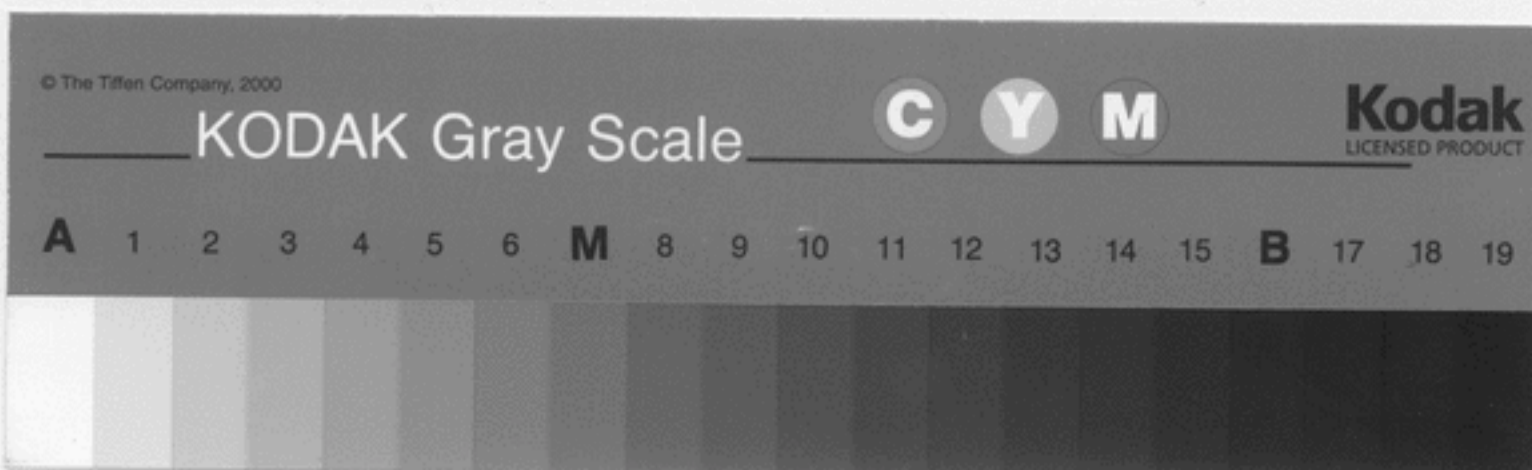 © The Tiffen Company, 2000
KODAK Gray Scale
C Y M
Kodak
LICENSED PRODUCT
A 1 2 3 4 5 6 M 8 9 10 11 12 13 14 15 B 17 18 19